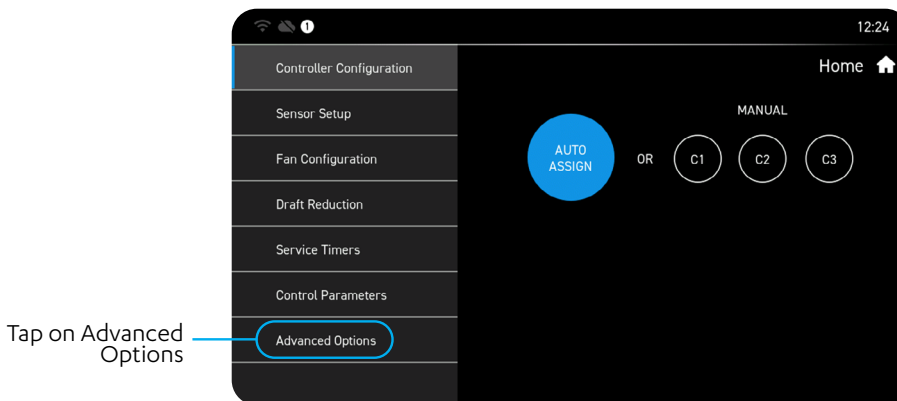 1
12:24
Controller Configuration
Home
Sensor Setup
MANUAL
AUTO
ASSIGN
OR
C1
C2
C3
Fan Configuration
Draft Reduction
Service Timers
Control Parameters
Advanced Options
Tap on Advanced
Options